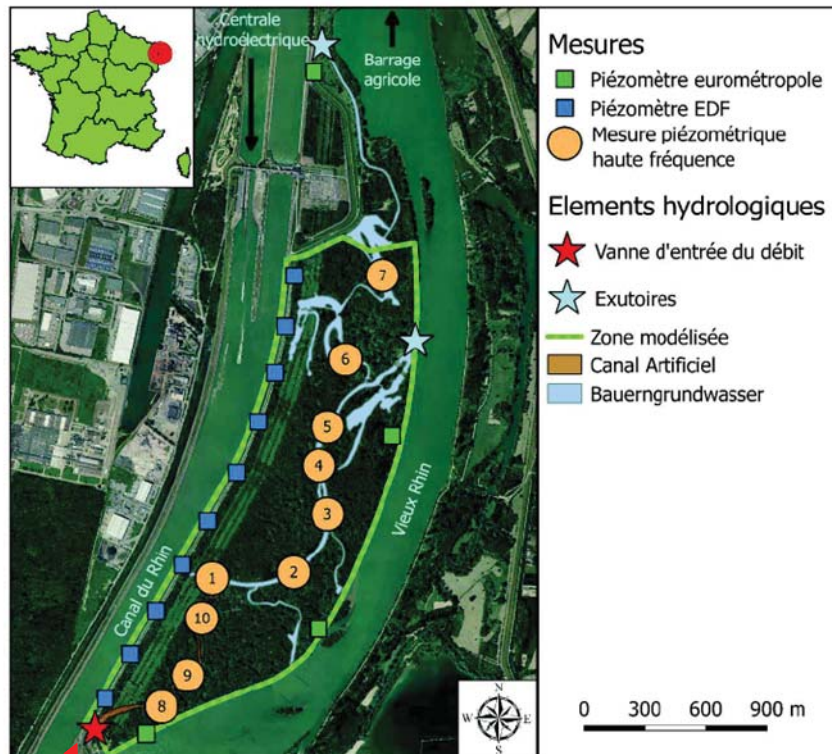 Centrale
hydroélectrique
Barrage
agricole
7
6
5
4
3
2
1
10
9
8
Canal du Rhin
Vieux Rhin
N
W
E
S
Mesures
Piézomètre eurométropole
Piézomètre EDF
Mesure piézométrique
haute fréquence
Elements hydrologiques
Vanne d'entrée du débit
Exutoires
Zone modélisée
Canal Artificiel
Bauerngrundwasser
0 300 600 900 m